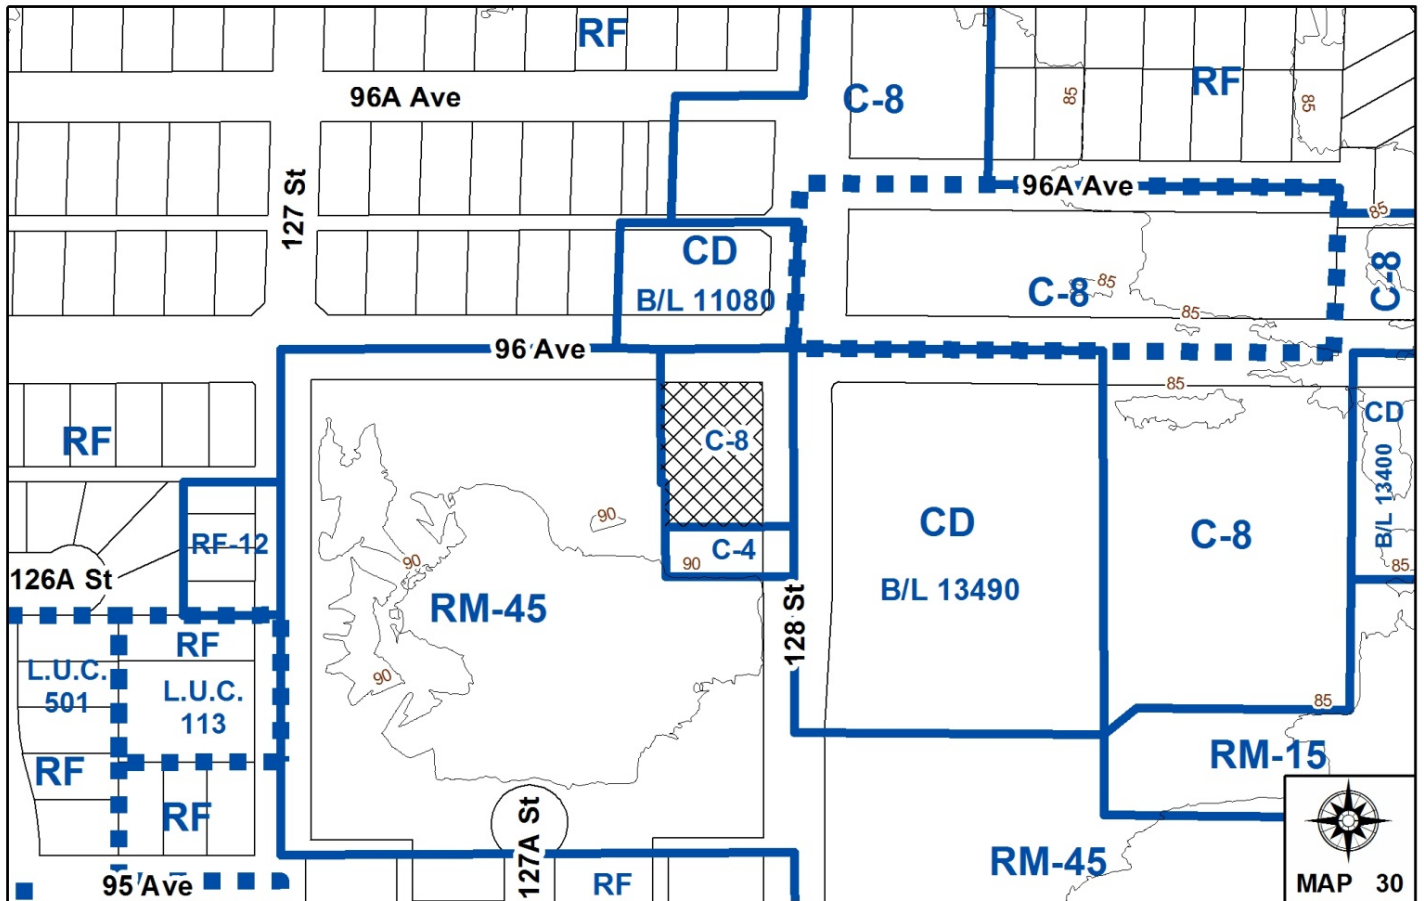 RF
96A Ave
C-8
85
RF
85
127 St
96A Ave
85
CD
B/L 11080
C-8
85
85
C-8
96 Ave
85
RF
C-8
CD
B/L 13400
85
RF-12
90
90
C-4
90
CD
B/L 13490
C-8
126A St
RM-45
128 St
RF
L.U.C.
501
L.U.C.
113
90
85
RM-15
RF
RF
127A St
RM-45
95 Ave
RF
MAP 30